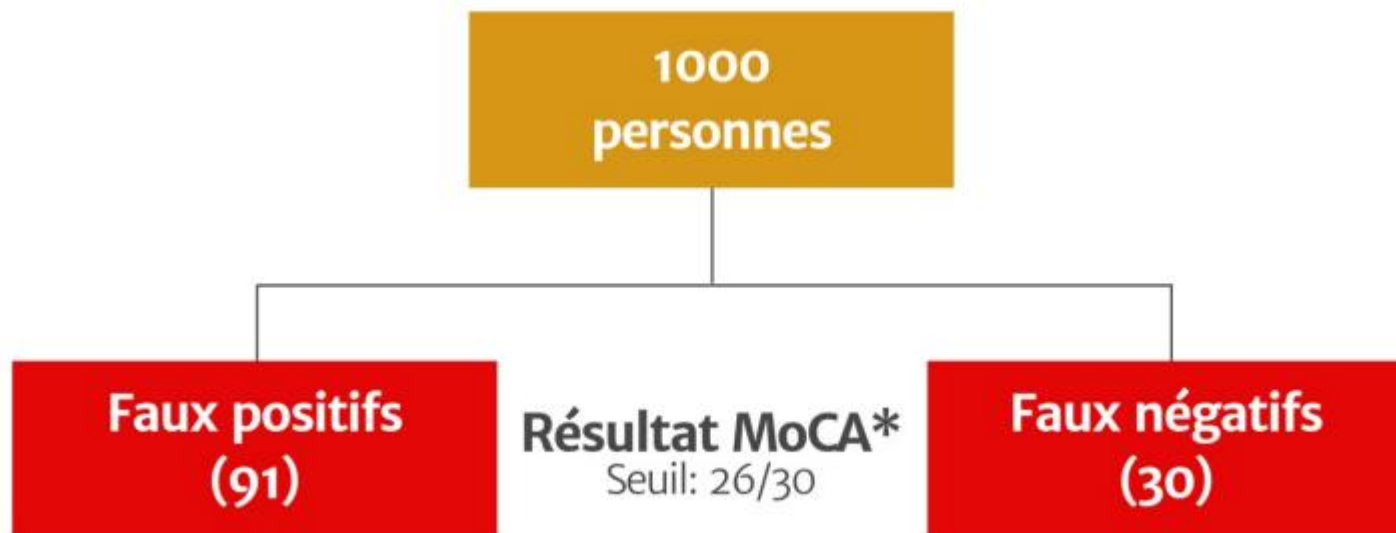 1000
personnes
Faux positifs
(91)
Résultat MoCA*
Seuil: 26/30
Faux négatifs
(30)